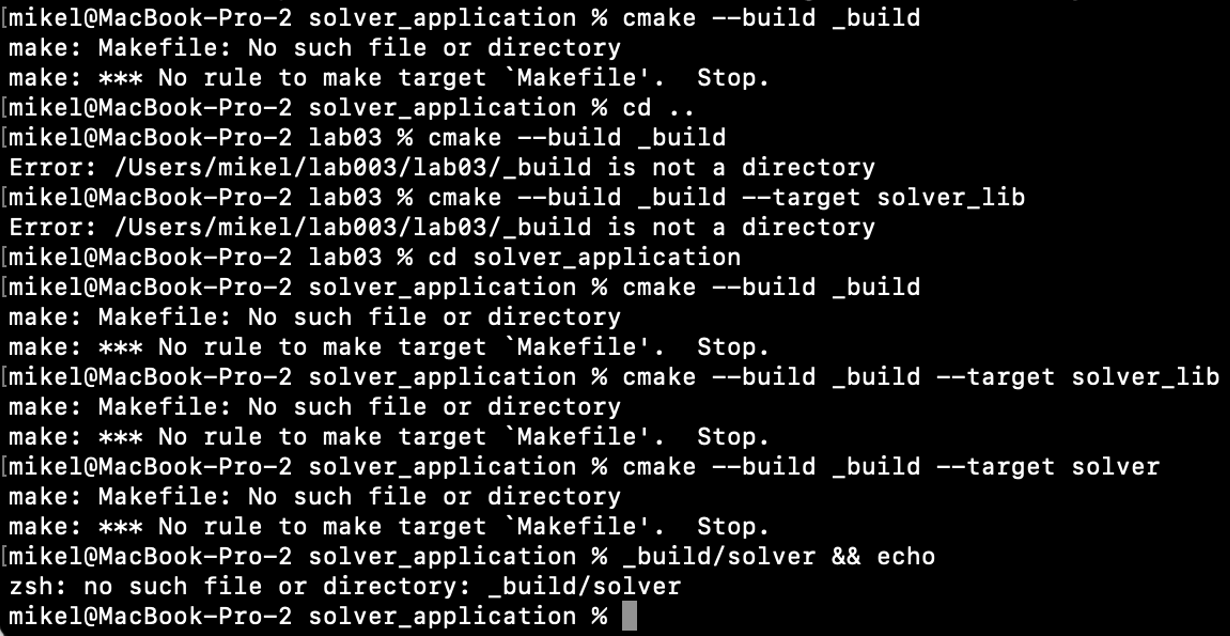 [mikel@MacBook-Pro-2 solver_application % cmake --build _build
make: Makefile: No such file or directory
make: *** No rule to make target `Makefile'.  Stop.
[mikel@MacBook-Pro-2 solver_application % cd ..
[mikel@MacBook-Pro-2 lab03 % cmake --build _build
Error: /Users/mikel/lab003/lab03/_build is not a directory
[mikel@MacBook-Pro-2 lab03 % cmake --build _build --target solver_lib
Error: /Users/mikel/lab003/lab03/_build is not a directory
[mikel@MacBook-Pro-2 lab03 % cd solver_application
[mikel@MacBook-Pro-2 solver_application % cmake --build _build
make: Makefile: No such file or directory
make: *** No rule to make target `Makefile'.  Stop.
[mikel@MacBook-Pro-2 solver_application % cmake --build _build --target solver_lib
make: Makefile: No such file or directory
make: *** No rule to make target `Makefile'.  Stop.
[mikel@MacBook-Pro-2 solver_application % cmake --build _build --target solver
make: Makefile: No such file or directory
make: *** No rule to make target `Makefile'.  Stop.
[mikel@MacBook-Pro-2 solver_application % _build/solver && echo
zsh: no such file or directory: _build/solver
mikel@MacBook-Pro-2 solver_application %